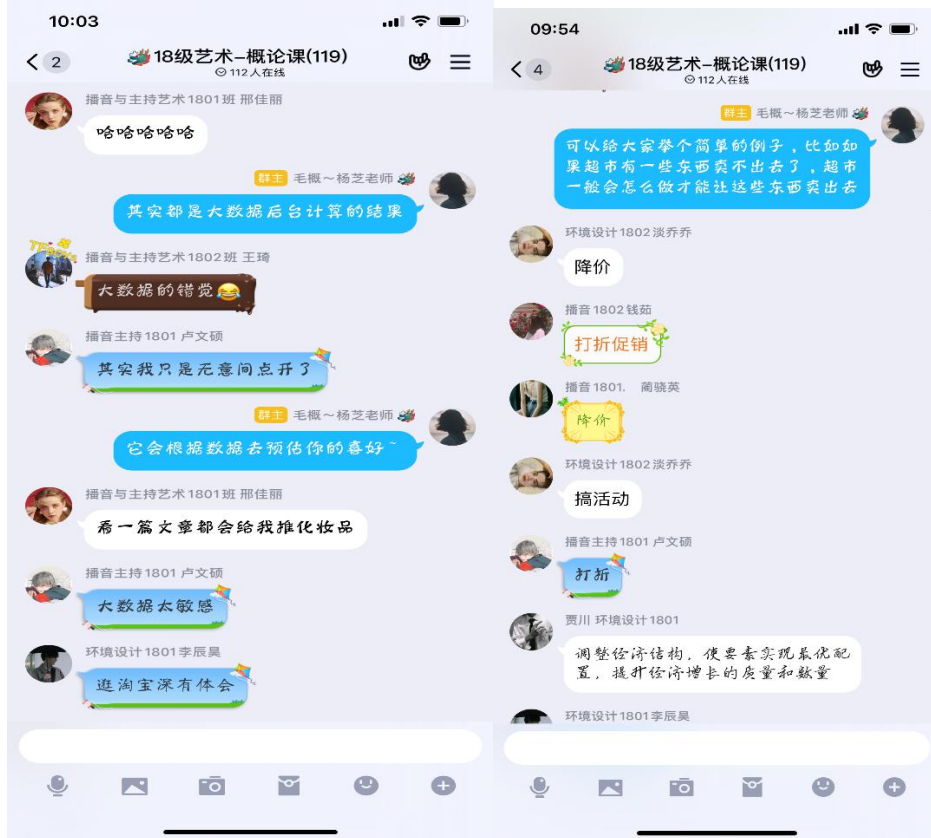 10:03
2
18级艺术-概论课(119)
112人在线
播音与主持艺术1801班 邢佳丽
哈哈哈哈哈
群主 毛概~杨芝老师
其实都是大数据后台计算的结果
播音与主持艺术1802班 王琦
大数据的错觉😂
播音主持1801 卢文硕
其实我只是无意间点开了
群主 毛概~杨芝老师
它会根据数据去预估你的喜好~
播音与主持艺术1801班 邢佳丽
看一篇文章都会给我推化妆品
播音主持1801 卢文硕
大数据太敏感
环境设计1801李辰昊
逛淘宝深有体会
09:54
4
18级艺术-概论课(119)
112人在线
群主 毛概~杨芝老师
可以给大家举个简单的例子，比如如
果超市有一些东西卖不出去了，超市
一般会怎么做才能让这些东西卖出去
环境设计1802淡乔乔
降价
播音1802钱茹
打折促销
播音1801. 蔺骁英
降价
环境设计1802淡乔乔
搞活动
播音主持1801 卢文硕
打折
贾川 环境设计1801
调整经济结构，使要素实现最优配
置，提升经济增长的质量和数量
环境设计1801李辰昊